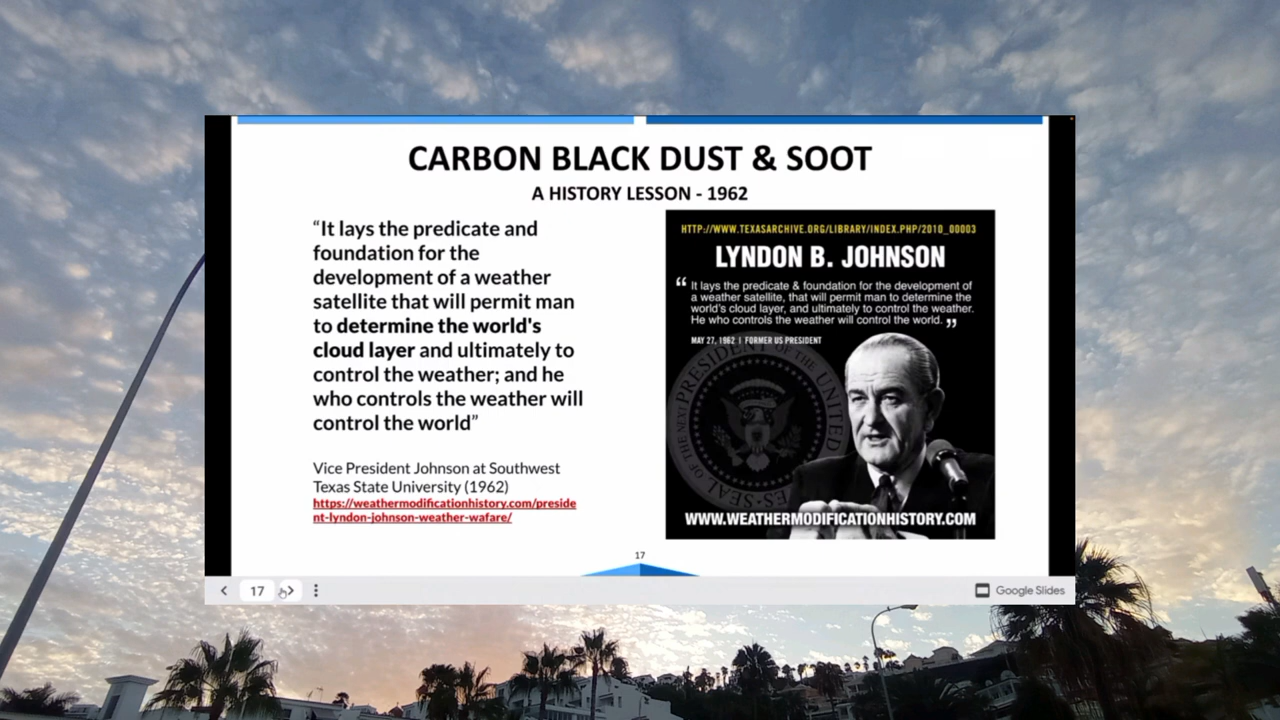 CARBON BLACK DUST & SOOT
A HISTORY LESSON - 1962
“It lays the predicate and
foundation for the
development of a weather
satellite that will permit man
to determine the world's
cloud layer and ultimately to
control the weather; and he
who controls the weather will
control the world”
Vice President Johnson at Southwest
Texas State University (1962)
https://weathermodificationhistory.com/preside
nt-lyndon-johnson-weather-wafare/
HTTP://WWW.TEXASARCHIVE.ORG/LIBRARY/INDEX.PHP/2010_00003
LYNDON B. JOHNSON
“ It lays the predicate & foundation for the development of
a weather satellite, that will permit man to determine the
world's cloud layer, and ultimately to control the weather.
He who controls the weather will control the world. ”
MAY 27, 1962 | FORMER US PRESIDENT
WWW.WEATHERMODIFICATIONHISTORY.COM
17
17
Google Slides